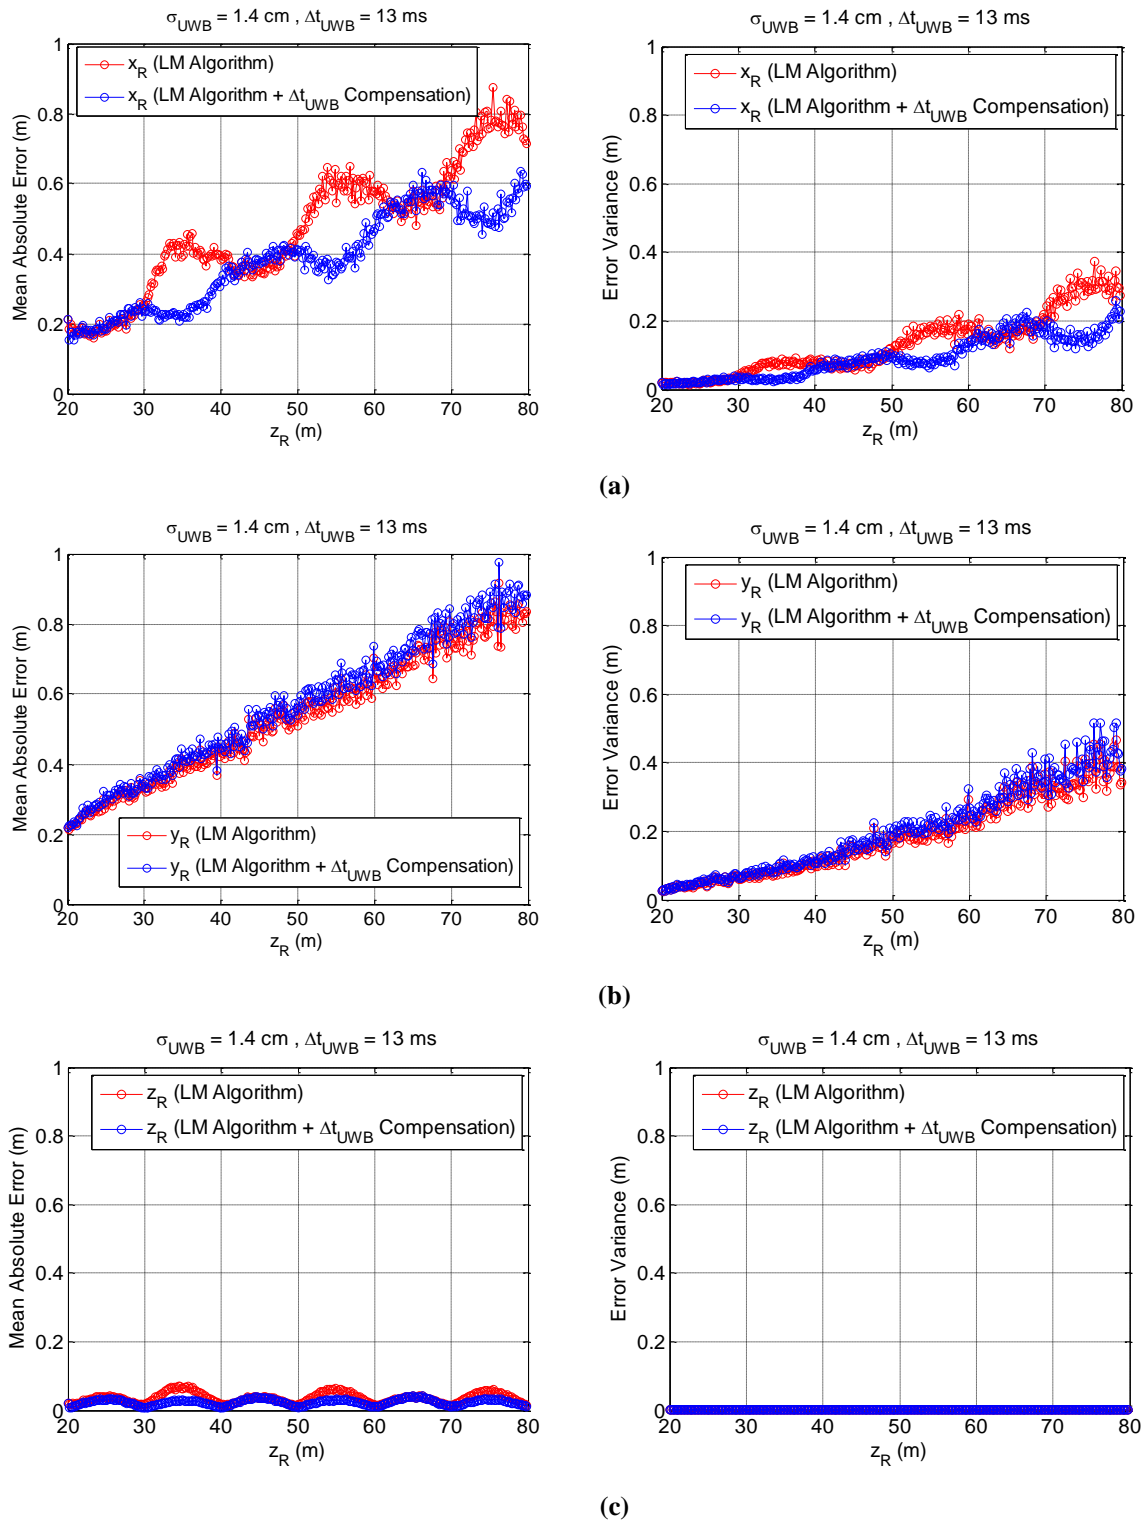 σUWB = 1.4 cm , ΔtUWB = 13 ms
1
0.8
0.6
0.4
0.2
0
Mean Absolute Error (m)
xR (LM Algorithm)
xR (LM Algorithm + ΔtUWB Compensation)
20 30 40 50 60 70 80
zR (m)
σUWB = 1.4 cm , ΔtUWB = 13 ms
1
0.8
0.6
0.4
0.2
0
Error Variance (m)
xR (LM Algorithm)
xR (LM Algorithm + ΔtUWB Compensation)
20 30 40 50 60 70 80
zR (m)
(a)
σUWB = 1.4 cm , ΔtUWB = 13 ms
1
0.8
0.6
0.4
0.2
0
Mean Absolute Error (m)
yR (LM Algorithm)
yR (LM Algorithm + ΔtUWB Compensation)
20 30 40 50 60 70 80
zR (m)
σUWB = 1.4 cm , ΔtUWB = 13 ms
1
0.8
0.6
0.4
0.2
0
Error Variance (m)
yR (LM Algorithm)
yR (LM Algorithm + ΔtUWB Compensation)
20 30 40 50 60 70 80
zR (m)
(b)
σUWB = 1.4 cm , ΔtUWB = 13 ms
1
0.8
0.6
0.4
0.2
0
Mean Absolute Error (m)
zR (LM Algorithm)
zR (LM Algorithm + ΔtUWB Compensation)
20 30 40 50 60 70 80
zR (m)
σUWB = 1.4 cm , ΔtUWB = 13 ms
1
0.8
0.6
0.4
0.2
0
Error Variance (m)
zR (LM Algorithm)
zR (LM Algorithm + ΔtUWB Compensation)
20 30 40 50 60 70 80
zR (m)
(c)